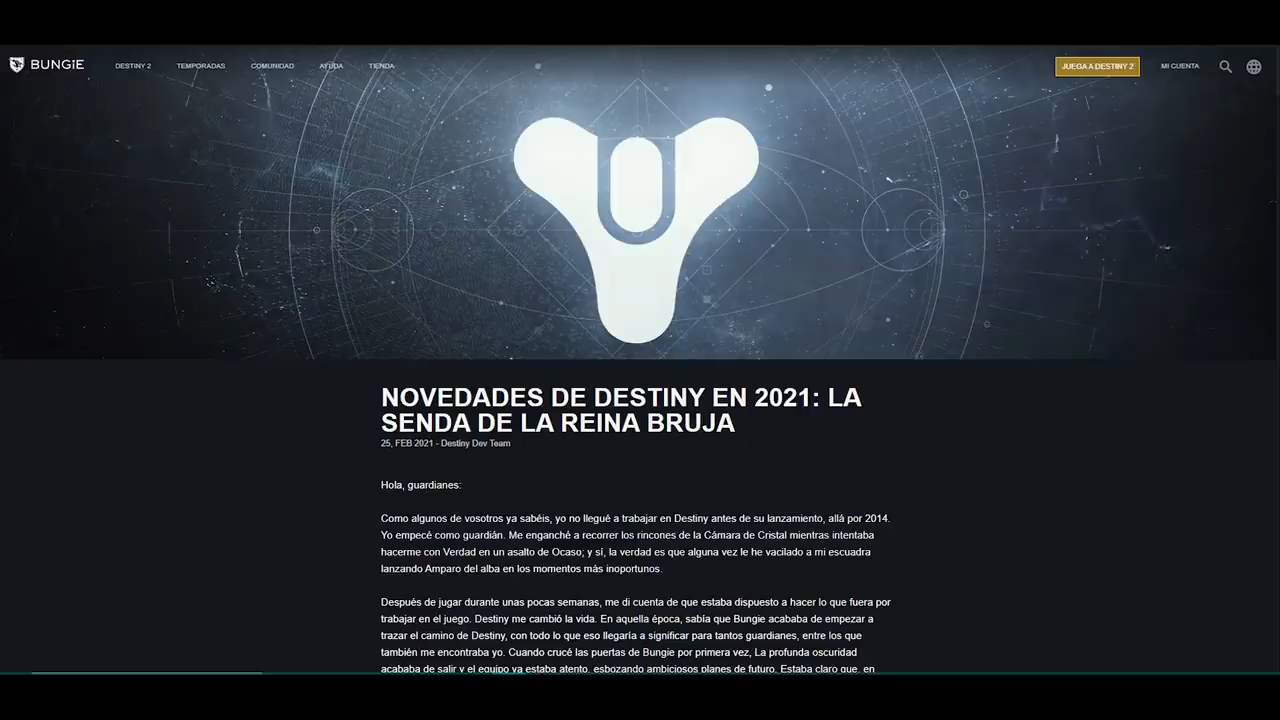 BUNGiE
DESTINY 2
TEMPORADAS
COMUNIDAD
AYUDA
TIENDA
JUEGA A DESTINY 2
MI CUENTA
NOVEDADES DE DESTINY EN 2021: LA
SENDA DE LA REINA BRUJA
25, FEB 2021 - Destiny Dev Team
Hola, guardianes:
Como algunos de vosotros ya sabéis, yo no llegué a trabajar en Destiny antes de su lanzamiento, allá por 2014.
Yo empecé como guardián. Me enganché a recorrer los rincones de la Cámara de Cristal mientras intentaba
hacerme con Verdad en un asalto de Ocaso; y sí, la verdad es que alguna vez le he vacilado a mi escuadra
lanzando Amparo del alba en los momentos más inoportunos.
Después de jugar durante unas pocas semanas, me di cuenta de que estaba dispuesto a hacer lo que fuera por
trabajar en el juego. Destiny me cambió la vida. En aquella época, sabía que Bungie acababa de empezar a
trazar el camino de Destiny, con todo lo que eso llegaría a significar para tantos guardianes, entre los que
también me encontraba yo. Cuando crucé las puertas de Bungie por primera vez, La profunda oscuridad
acababa de salir y el equipo ya estaba atento, esbozando ambiciosos planes de futuro. Estaba claro que, en